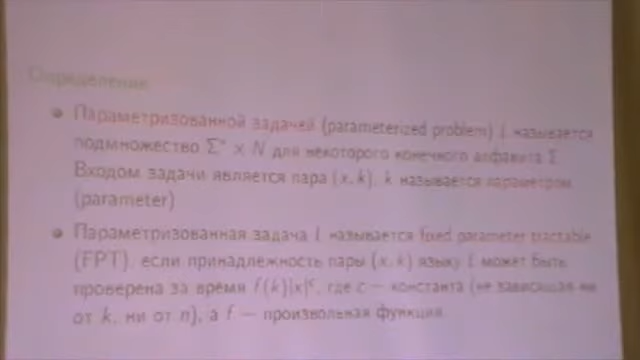 Определение
Параметризованной задачей (parameterized problem) L называется
подмножество Σ* × N для некоторого конечного алфавита Σ.
Входом задачи является пара (x, k), k называется параметром
(parameter)
Параметризованная задача L называется fixed parameter tractable
(FPT), если принадлежность пары (x, k) языку L может быть
проверена за время f(k)|x|ᶜ, где c — константа (не зависящая ни
от k, ни от n), а f — произвольная функция.